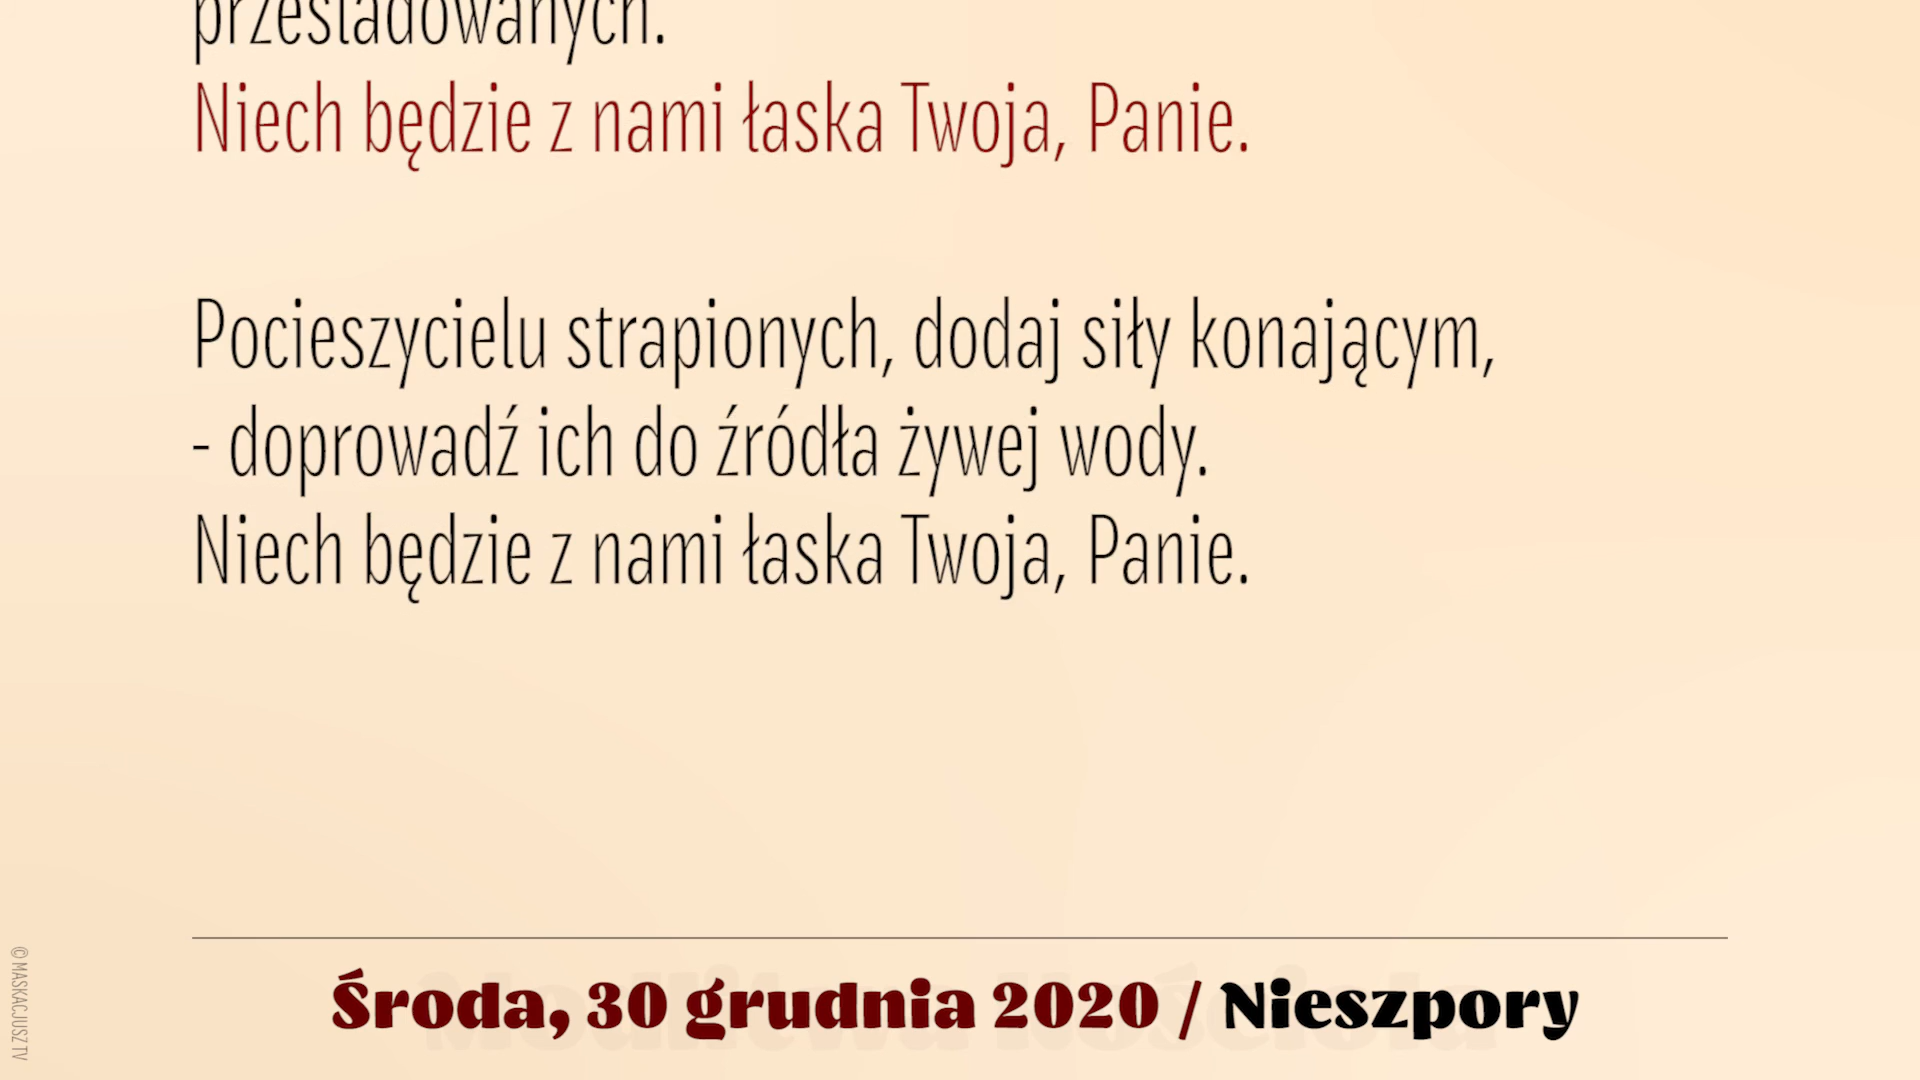 prześladowanych.
Niech będzie z nami łaska Twoja, Panie.
Pocieszycielu strapionych, dodaj siły konającym,
- doprowadź ich do źródła żywej wody.
Niech będzie z nami łaska Twoja, Panie.
Środa, 30 grudnia 2020 / Nieszpory
© MASKACJUSZ TV